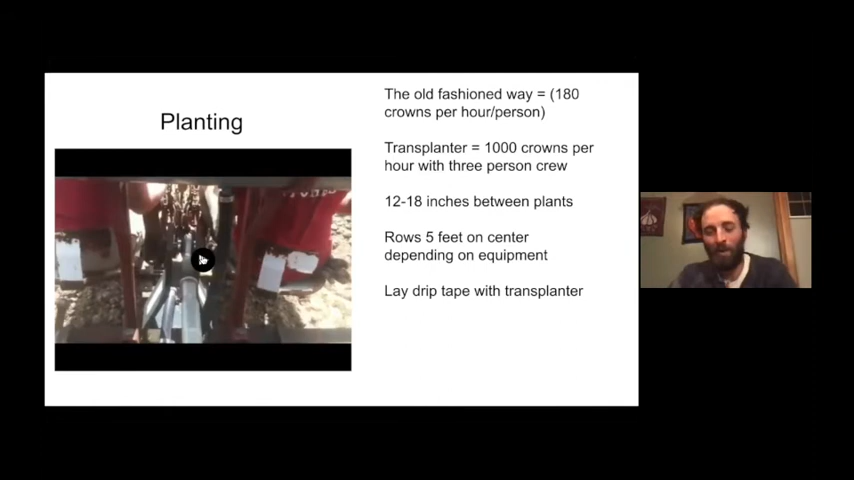 Planting
The old fashioned way = (180
crowns per hour/person)
Transplanter = 1000 crowns per
hour with three person crew
12-18 inches between plants
Rows 5 feet on center
depending on equipment
Lay drip tape with transplanter